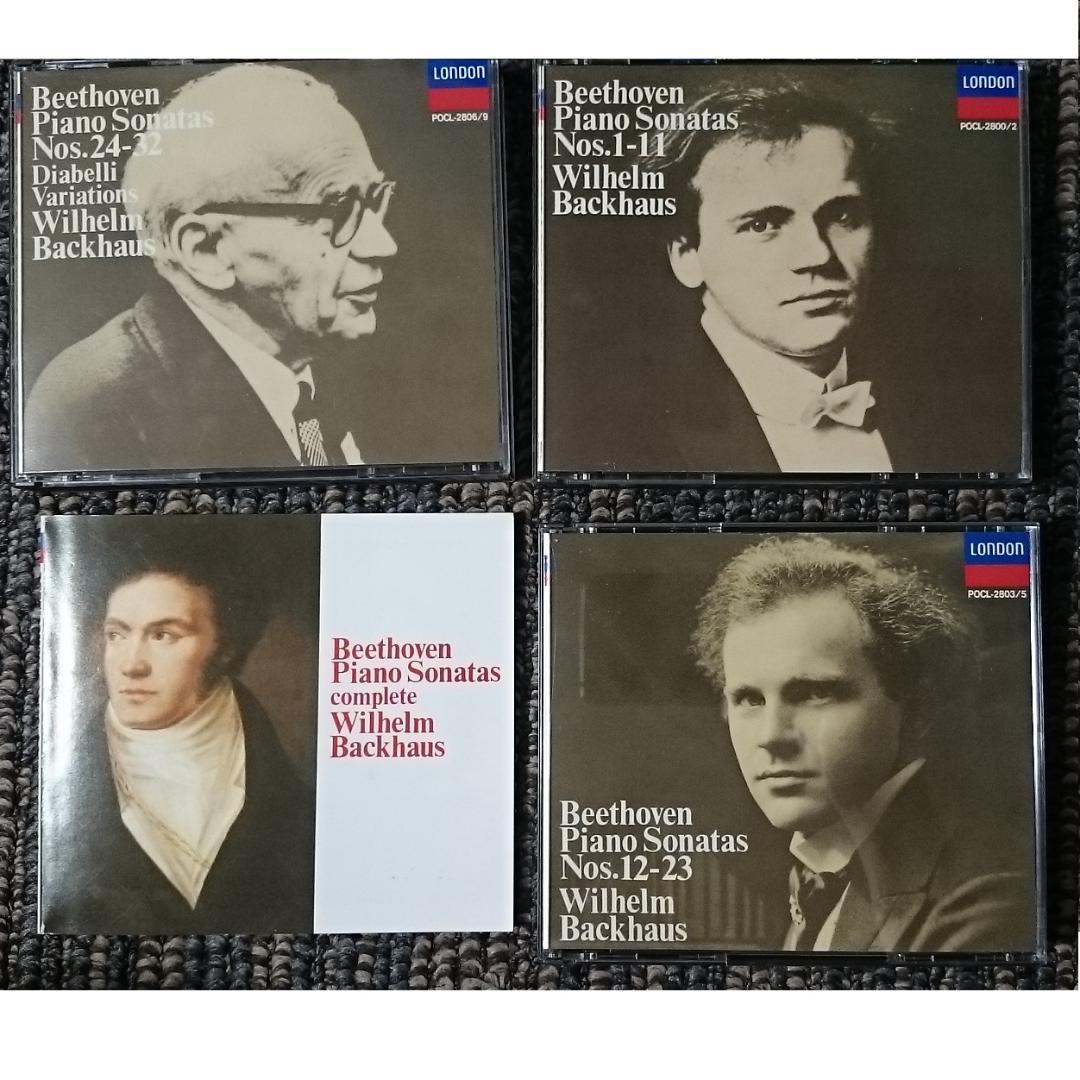 Beethoven
Piano Sonatas
Nos.24-32
Diabelli
Variations
Wilhelm
Backhaus
LONDON
POCL-2806/9
Beethoven
Piano Sonatas
Nos.1-11
Wilhelm
Backhaus
LONDON
POCL-2800/2
Beethoven
Piano Sonatas
complete
Wilhelm
Backhaus
LONDON
POCL-2803/5
Beethoven
Piano Sonatas
Nos.12-23
Wilhelm
Backhaus